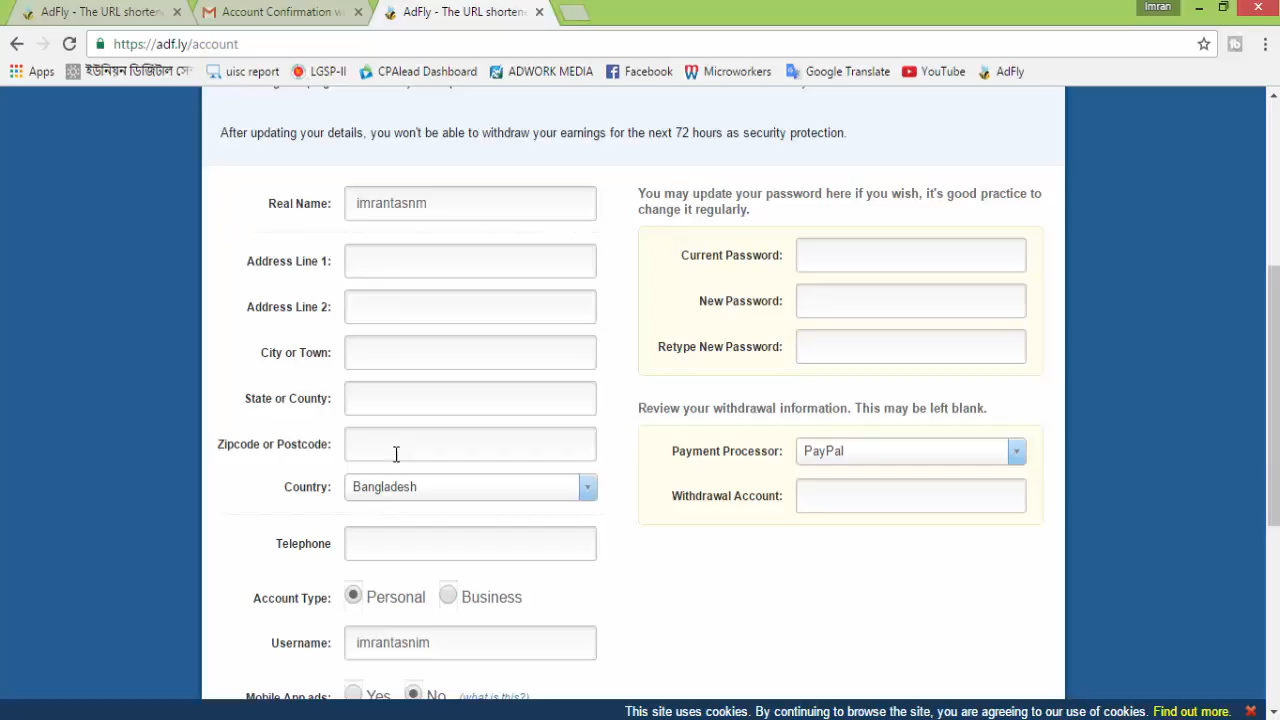 AdFly - The URL shortene
Account Confirmation w
AdFly - The URL shortene
Imran
https://adf.ly/account
Apps
ইউনিয়ন ডিজিটাল সে
uisc report
LGSP-II
CPAlead Dashboard
ADWORK MEDIA
Facebook
Microworkers
Google Translate
YouTube
AdFly
After updating your details, you won't be able to withdraw your earnings for the next 72 hours as security protection.
Real Name: imrantasnm
Address Line 1:
Address Line 2:
City or Town:
State or County:
Zipcode or Postcode:
Country: Bangladesh
Telephone
Account Type: Personal Business
Username: imrantasnim
Mobile App ads: Yes No (what is this?)
You may update your password here if you wish, it's good practice to
change it regularly.
Current Password:
New Password:
Retype New Password:
Review your withdrawal information. This may be left blank.
Payment Processor: PayPal
Withdrawal Account:
This site uses cookies. By continuing to browse the site, you are agreeing to our use of cookies. Find out more.